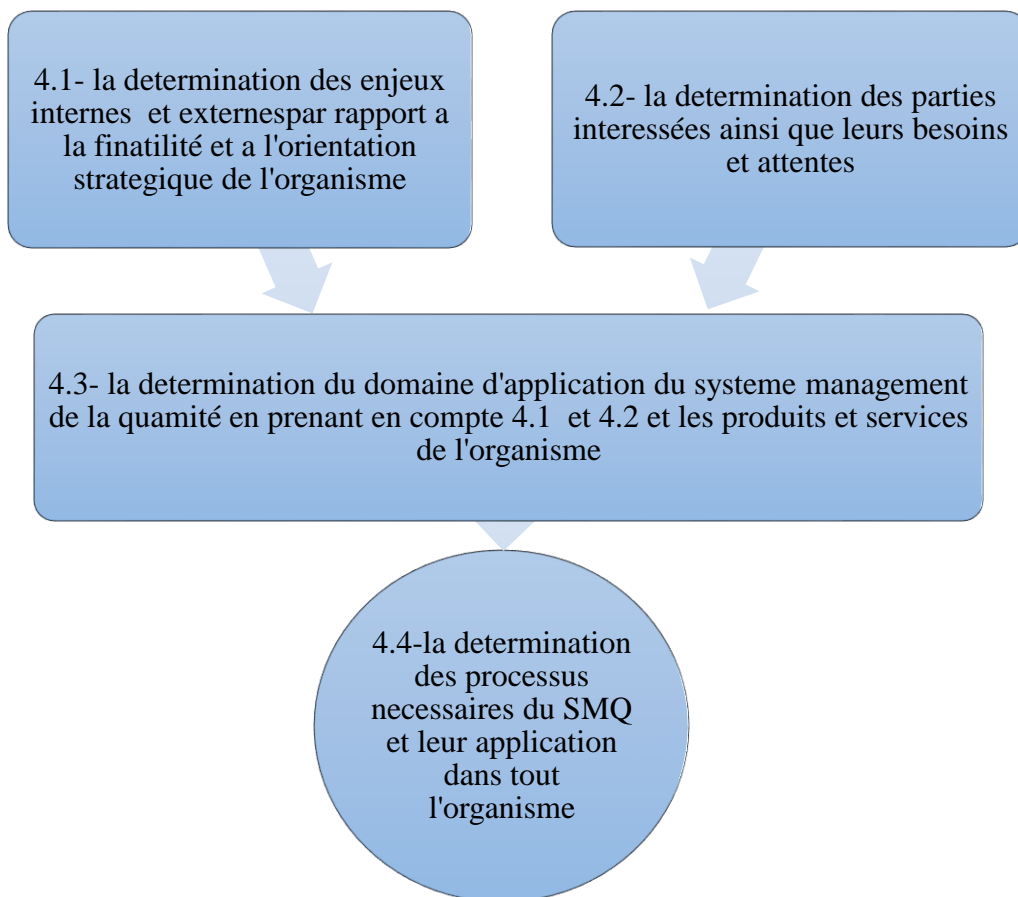 4.1- la determination des enjeux
internes et externespar rapport a
la finatilité et a l'orientation
strategique de l'organisme
4.2- la determination des parties
interessées ainsi que leurs besoins
et attentes
4.3- la determination du domaine d'application du systeme management
de la quamité en prenant en compte 4.1 et 4.2 et les produits et services
de l'organisme
4.4-la determination
des processus
necessaires du SMQ
et leur application
dans tout
l'organisme